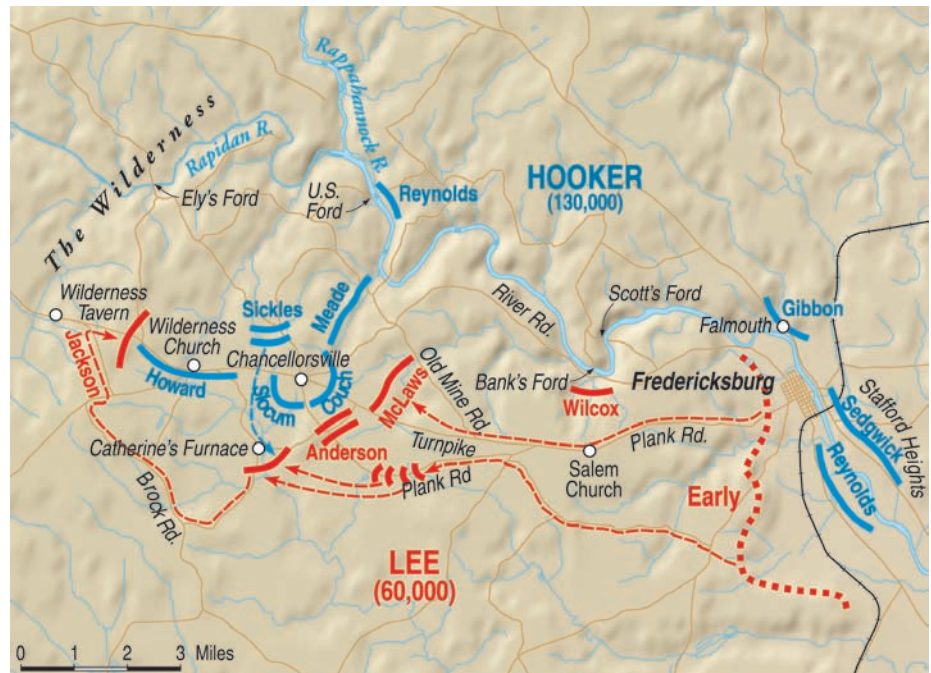 Rappahannock R.
The Wilderness
Rapidan R.
Ely's Ford
U.S.
Ford
Reynolds
HOOKER
(130,000)
Wilderness
Tavern
Jackson
Wilderness
Church
Howard
Sickles
Meade
Chancellorsville
Slocum
Couch
River Rd.
Scott's Ford
Falmouth
Gibbon
Bank's Ford
Fredericksburg
Wilcox
McLaws
Old Mine Rd
Turnpike
Anderson
Catherine's Furnace
Plank Rd
Plank Rd.
Salem
Church
Early
Sedgwick
Stafford Heights
Reynolds
Brock Rd.
LEE
(60,000)
0 1 2 3 Miles